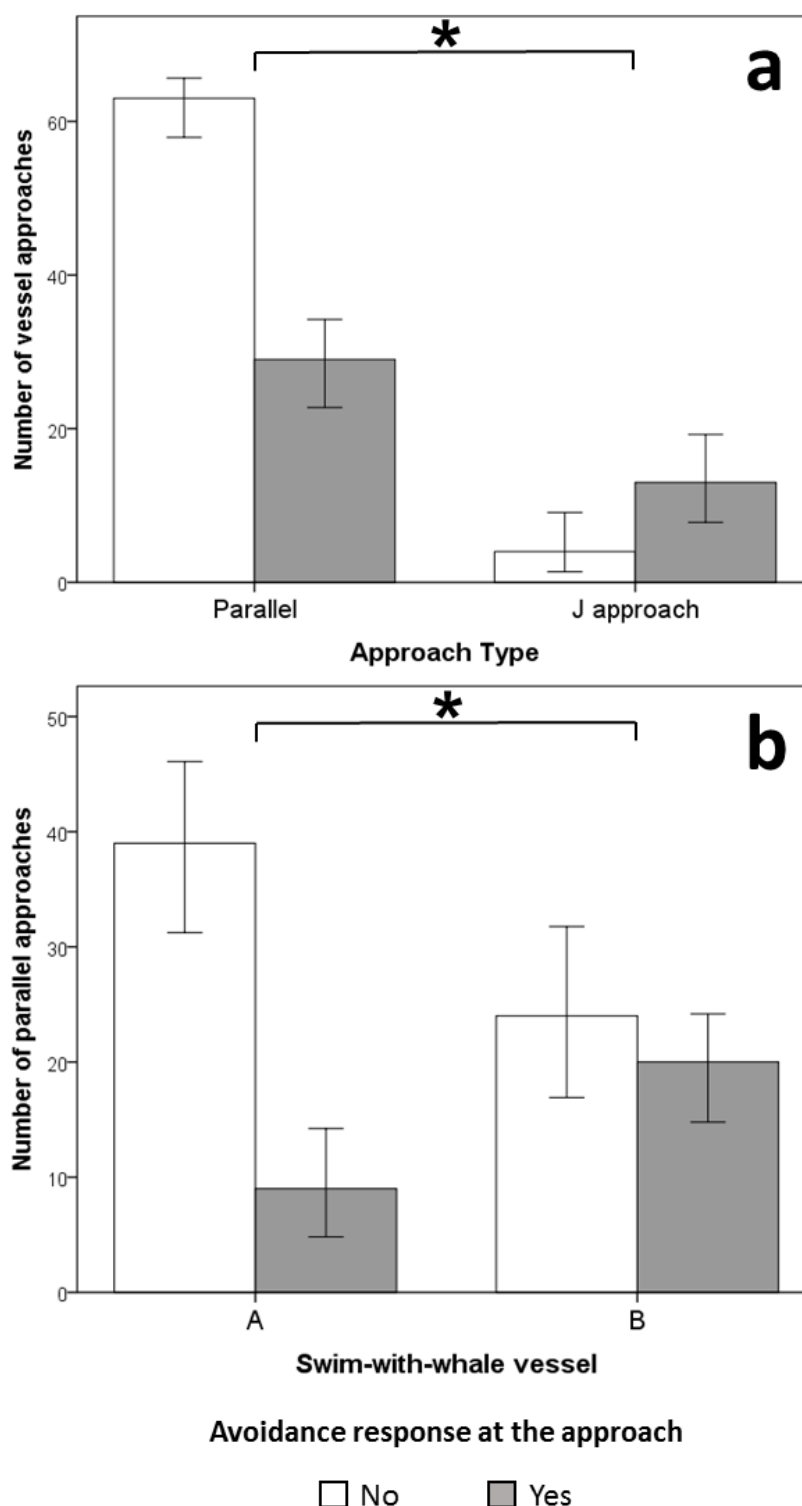 *
a
60
40
20
0
Number of vessel approaches
Parallel J approach
Approach Type
*
b
50
40
30
20
10
0
Number of parallel approaches
A B
Swim-with-whale vessel
Avoidance response at the approach
No Yes